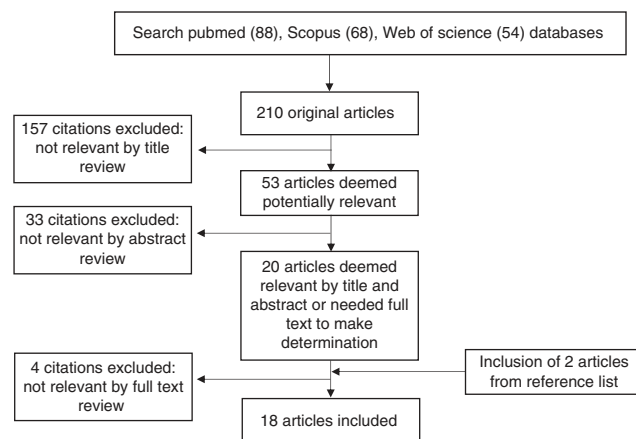 Search pubmed (88), Scopus (68), Web of science (54) databases
210 original articles
157 citations excluded:
not relevant by title
review
53 articles deemed
potentially relevant
33 citations excluded:
not relevant by abstract
review
20 articles deemed
relevant by title and
abstract or needed full
text to make
determination
4 citations excluded:
not relevant by full text
review
Inclusion of 2 articles
from reference list
18 articles included